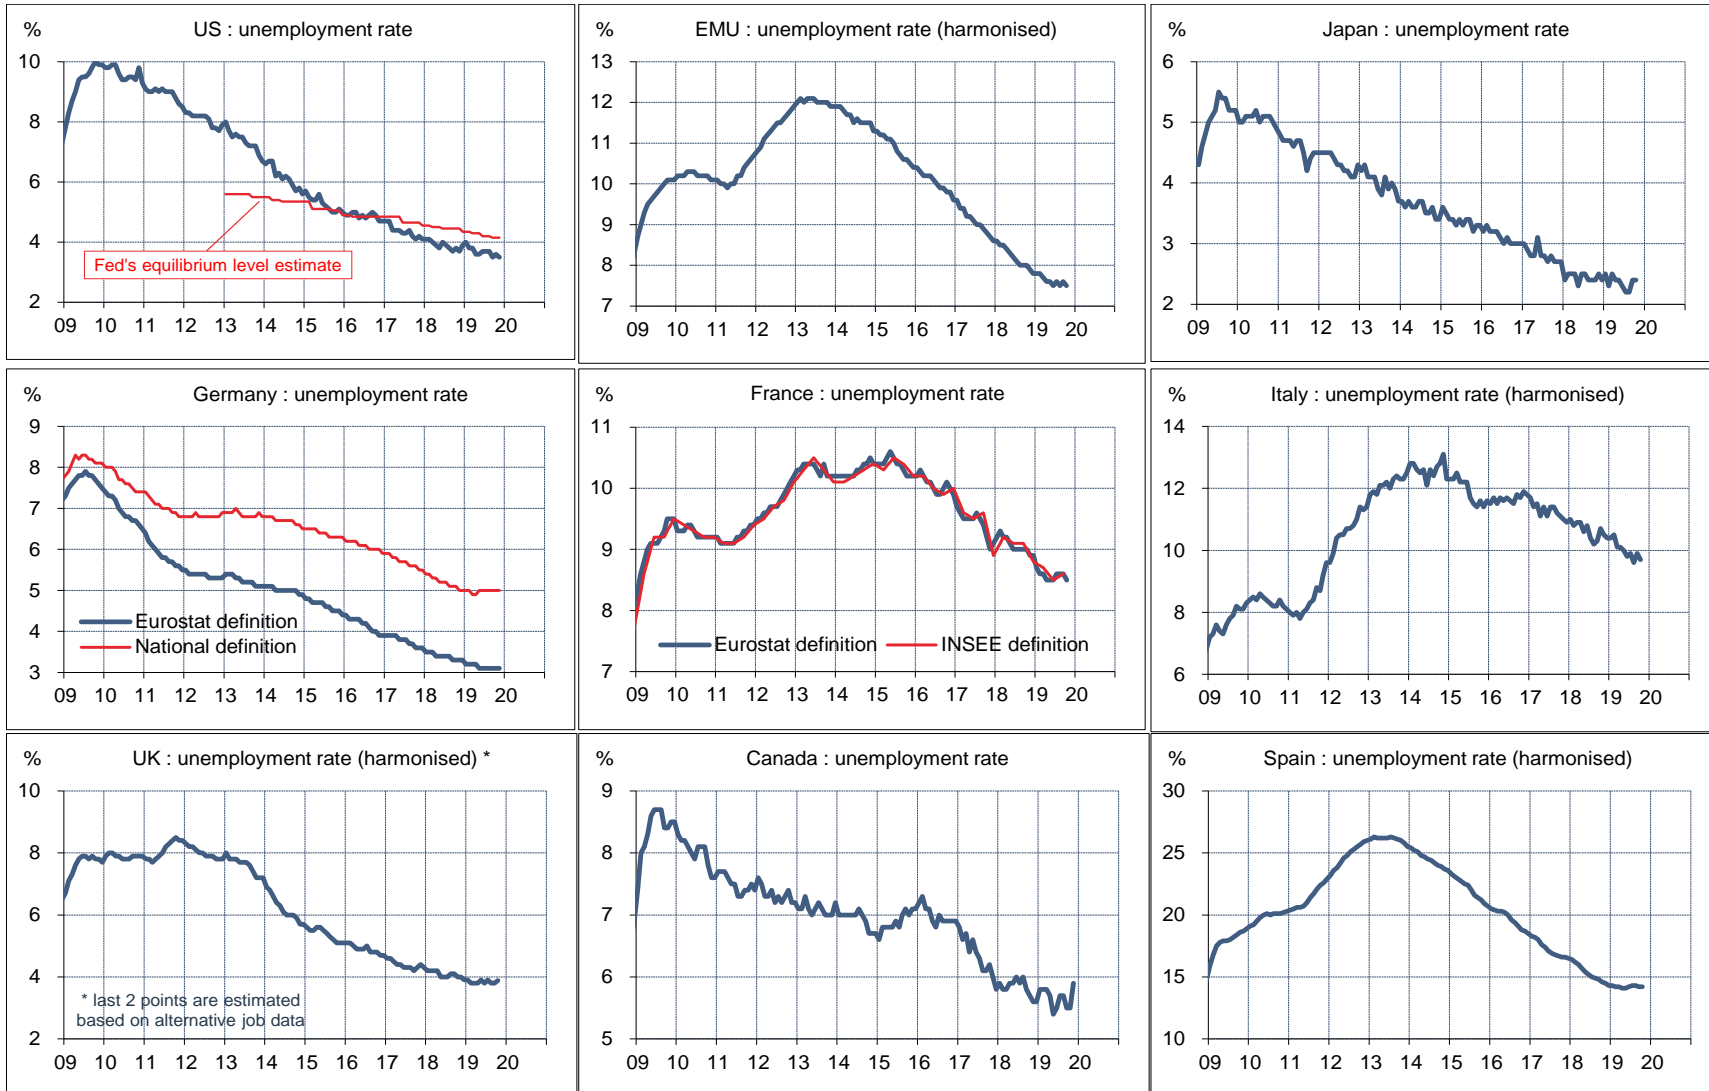 % US : unemployment rate
10
8
6
4
2
Fed's equilibrium level estimate
09 10 11 12 13 14 15 16 17 18 19 20
% EMU : unemployment rate (harmonised)
13
12
11
10
9
8
7
09 10 11 12 13 14 15 16 17 18 19 20
% Japan : unemployment rate
6
5
4
3
2
09 10 11 12 13 14 15 16 17 18 19 20
% Germany : unemployment rate
9
8
7
6
5
4
3
Eurostat definition
National definition
09 10 11 12 13 14 15 16 17 18 19 20
% France : unemployment rate
11
10
9
8
7
Eurostat definition INSEE definition
09 10 11 12 13 14 15 16 17 18 19 20
% Italy : unemployment rate (harmonised)
14
12
10
8
6
09 10 11 12 13 14 15 16 17 18 19 20
% UK : unemployment rate (harmonised) *
10
8
6
4
2
* last 2 points are estimated
based on alternative job data
09 10 11 12 13 14 15 16 17 18 19 20
% Canada : unemployment rate
9
8
7
6
5
09 10 11 12 13 14 15 16 17 18 19 20
% Spain : unemployment rate (harmonised)
30
25
20
15
10
09 10 11 12 13 14 15 16 17 18 19 20